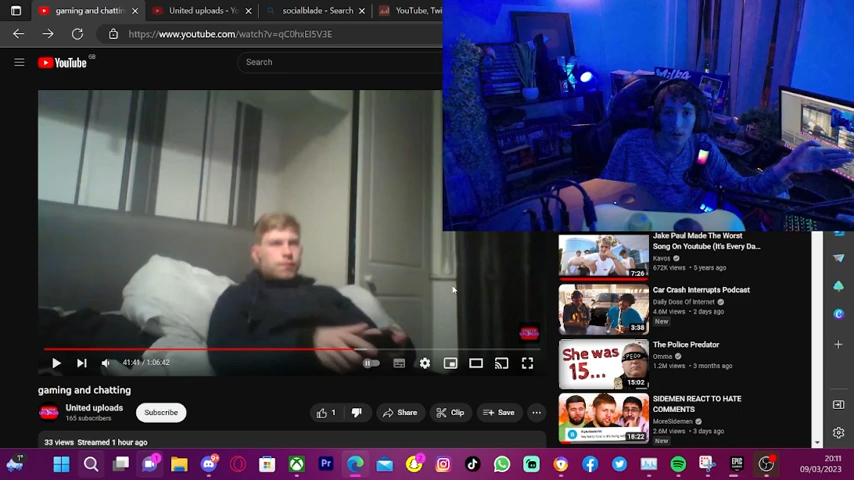 gaming and chattin
United uploads - Yo
socialblade - Search
YouTube, Twi
https://www.youtube.com/watch?v=qC0hxEI5V3E
YouTube GB
Search
Milka
41:41 / 1:06:42
gaming and chatting
United uploads
165 subscribers
Subscribe
1
Share
Clip
Save
33 views Streamed 1 hour ago
Jake Paul Made The Worst
Song On Youtube (It's Every Da...
Kavos
672K views • 5 years ago
7:26
Car Crash Interrupts Podcast
Daily Dose Of Internet
4.6M views • 2 days ago
New
3:38
The Police Predator
Omma
1.2M views • 3 months ago
She was
15...
15:02
SIDEMEN REACT TO HATE
COMMENTS
MoreSidemen
2.6M views • 3 days ago
New
18:22
20:11
09/03/2023